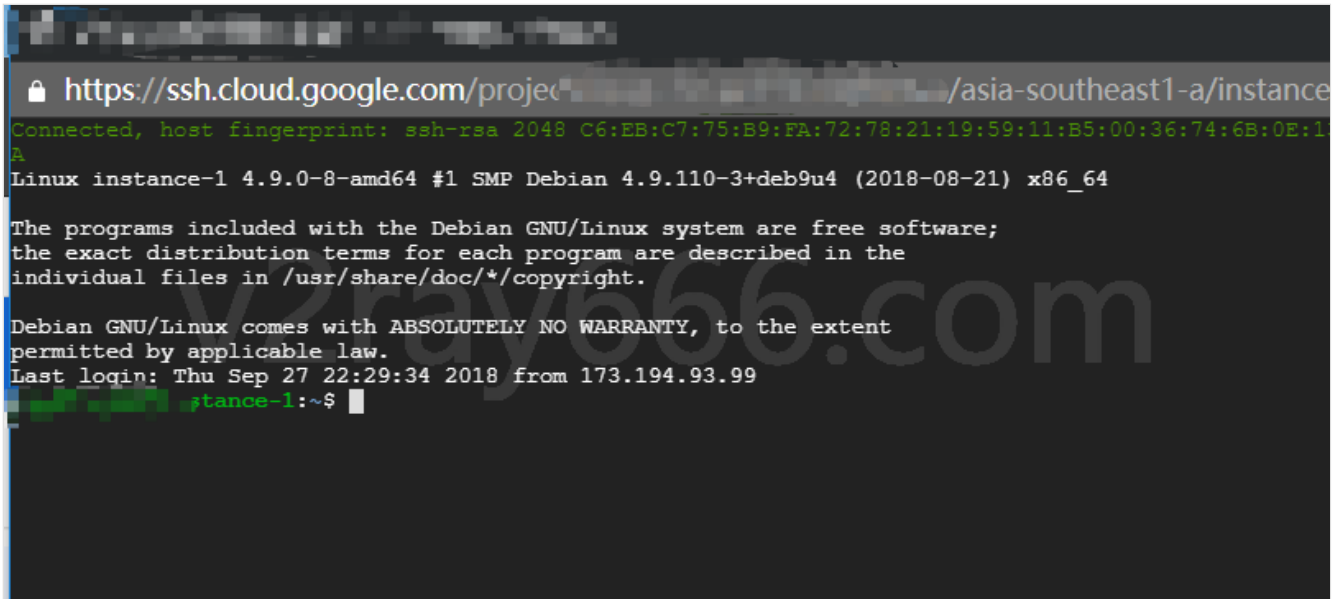 https://ssh.cloud.google.com/projec /asia-southeast1-a/instance
Connected, host fingerprint: ssh-rsa 2048 C6:EB:C7:75:B9:FA:72:78:21:19:59:11:B5:00:36:74:6B:0E:13
A
Linux instance-1 4.9.0-8-amd64 #1 SMP Debian 4.9.110-3+deb9u4 (2018-08-21) x86_64
The programs included with the Debian GNU/Linux system are free software;
the exact distribution terms for each program are described in the
individual files in /usr/share/doc/*/copyright.
v2ray666.com
Debian GNU/Linux comes with ABSOLUTELY NO WARRANTY, to the extent
permitted by applicable law.
Last login: Thu Sep 27 22:29:34 2018 from 173.194.93.99
stance-1:~$